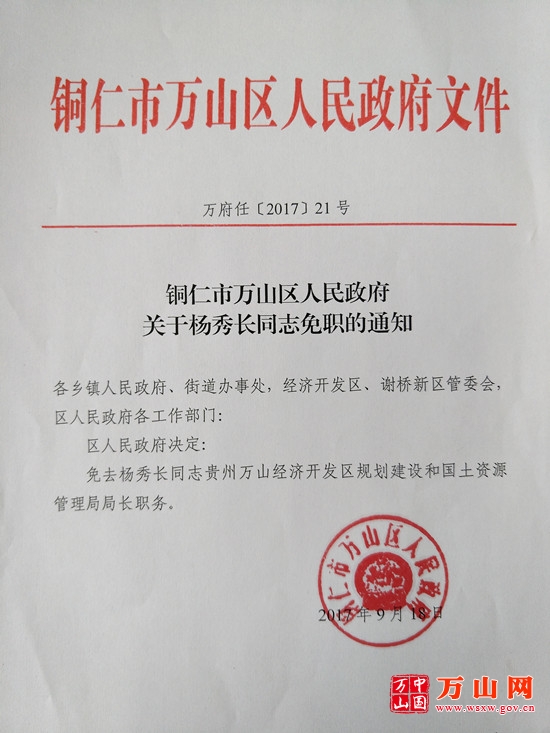 铜仁市万山区人民政府文件
万府任〔2017〕21号
铜仁市万山区人民政府
关于杨秀长同志免职的通知
各乡镇人民政府、街道办事处，经济开发区、谢桥新区管委会，
区人民政府各工作部门：
区人民政府决定：
免去杨秀长同志贵州万山经济开发区规划建设和国土资源
管理局局长职务。
铜仁市万山区人民政府
2017年9月18日
中国
万山
万山网
www.wsxw.gov.cn